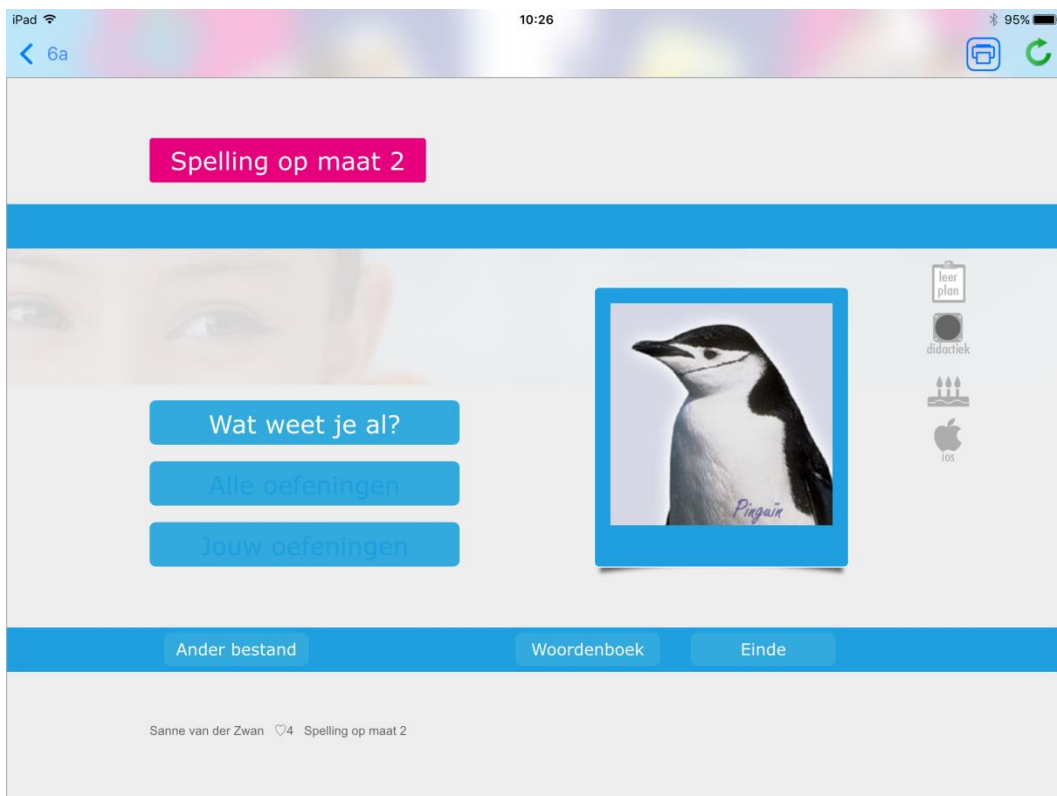 iPad
10:26
95%
6a
Spelling op maat 2
leer
plan
didactiek
ios
Wat weet je al?
Alle oefeningen
Jouw oefeningen
Pinguïn
Ander bestand
Woordenboek
Einde
Sanne van der Zwan ♡4 Spelling op maat 2